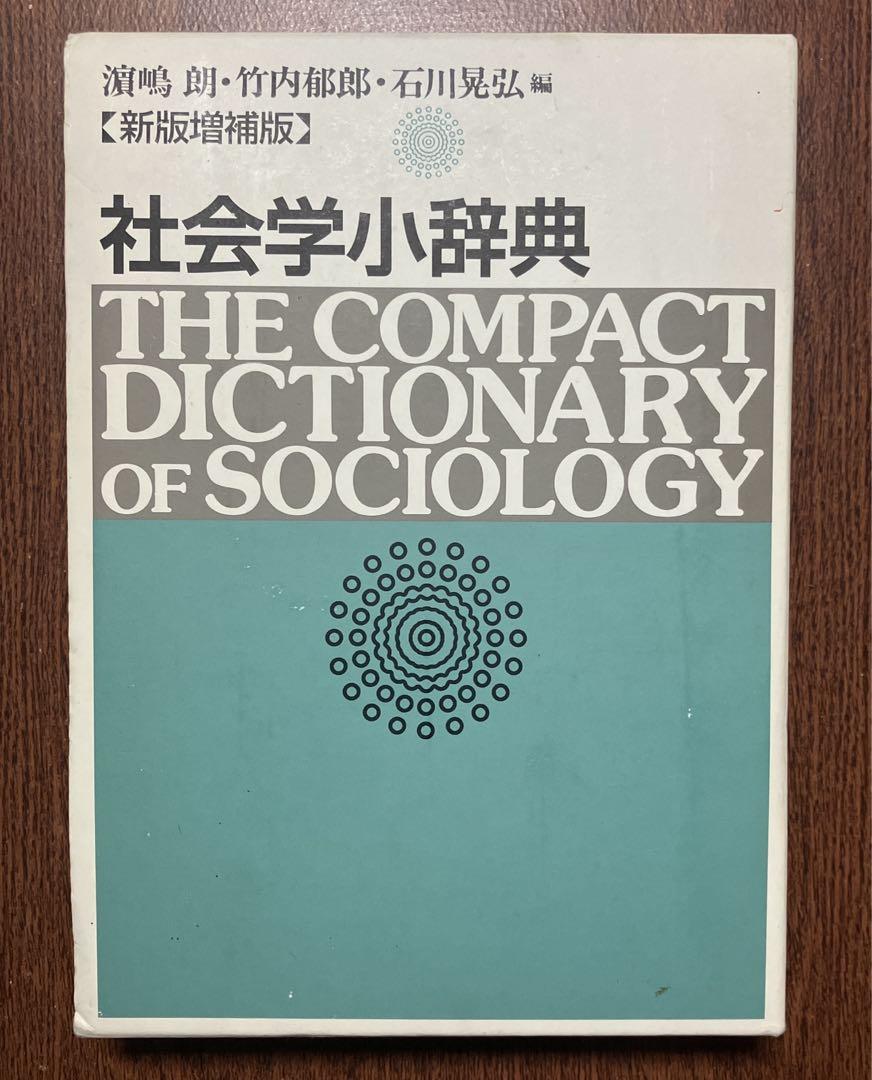 濵嶋 朗・竹内郁郎・石川晃弘 編
【新版増補版】
社会学小辞典
THE COMPACT
DICTIONARY
OF SOCIOLOGY